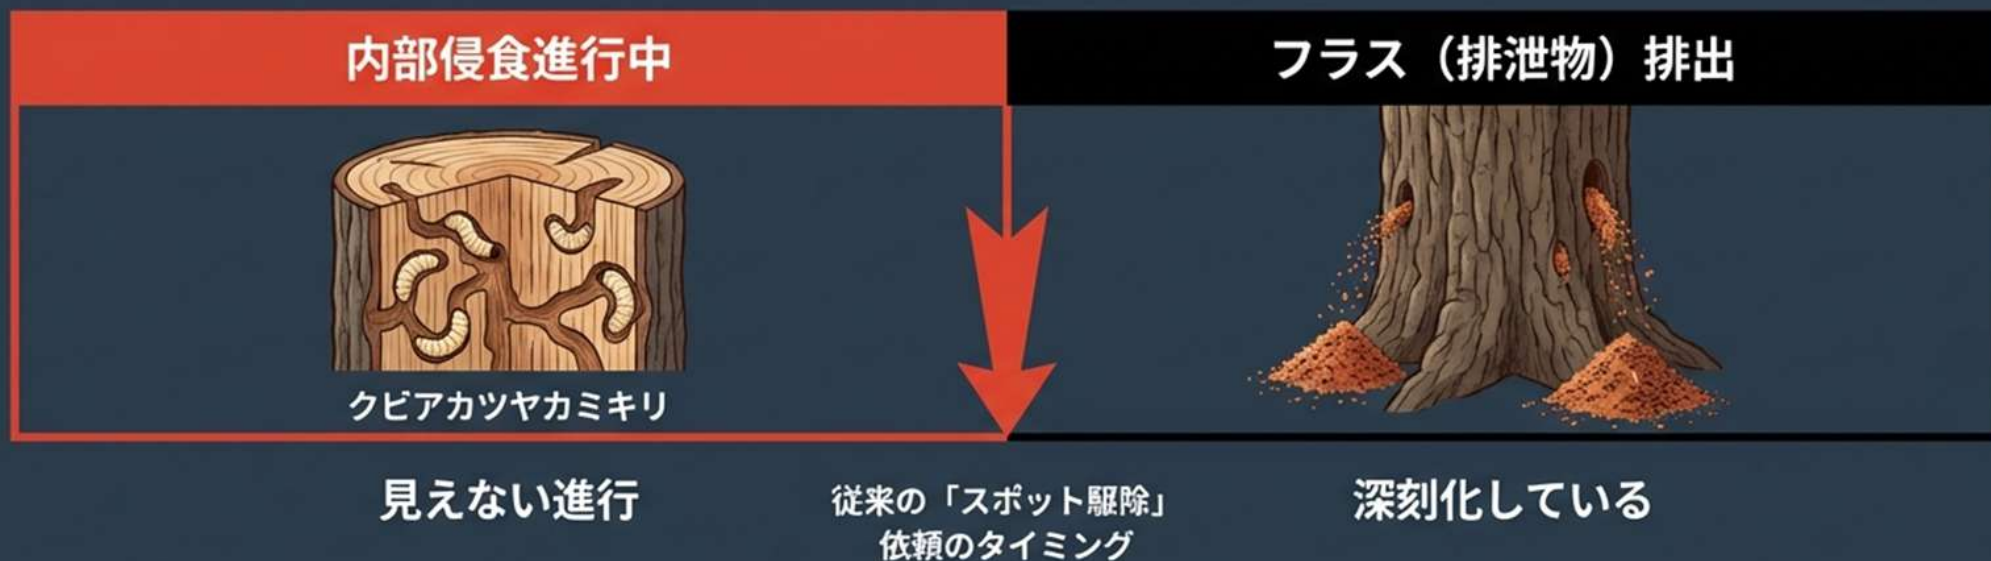 内部侵食進行中
フラス（排泄物）排出
クビアカツヤカミキリ
見えない進行
従来の「スポット駆除」
依頼のタイミング
深刻化している